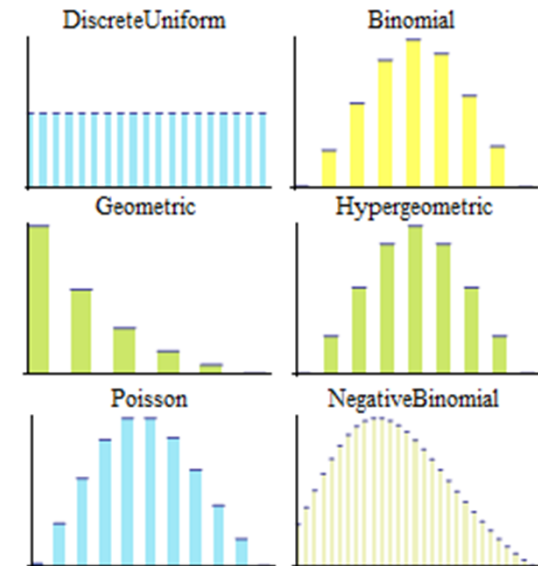 DiscreteUniform
Binomial
Geometric
Hypergeometric
Poisson
NegativeBinomial